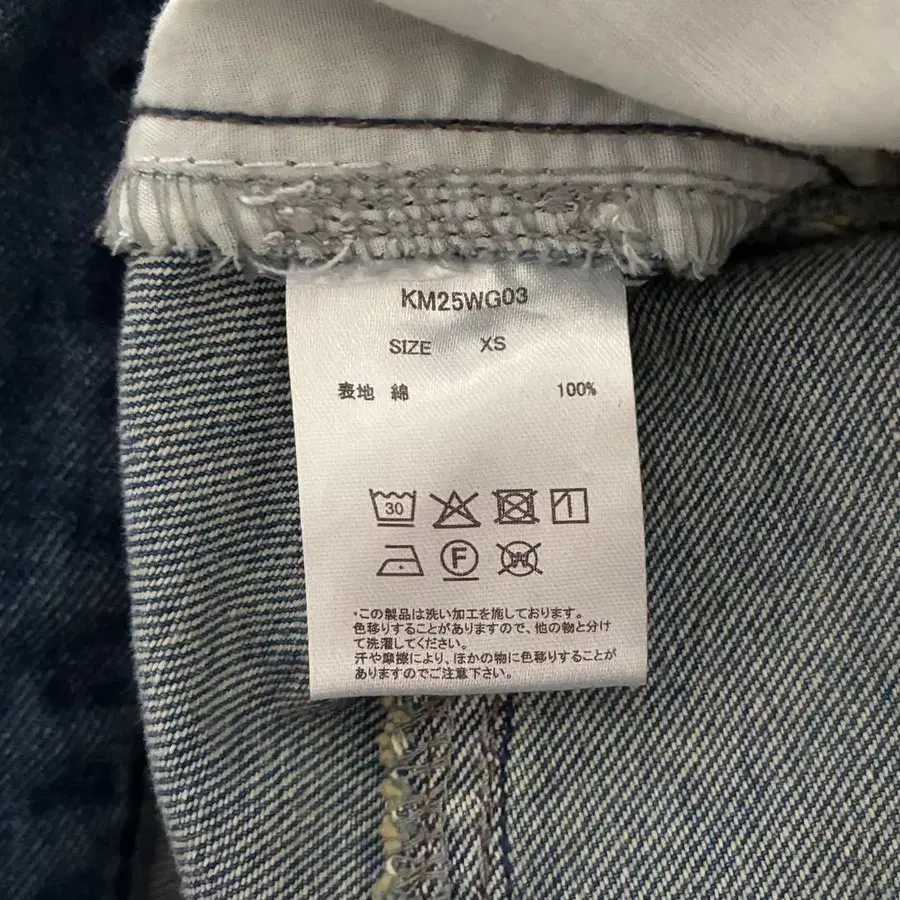 KM25WG03
SIZE XS
表地 綿 100%
30
F
W
・この製品は洗い加工を施しております。
色移りすることがありますので、他の物と分け
て洗濯してください。
汗や摩擦により、ほかの物に色移りすることが
ありますのでご注意下さい。